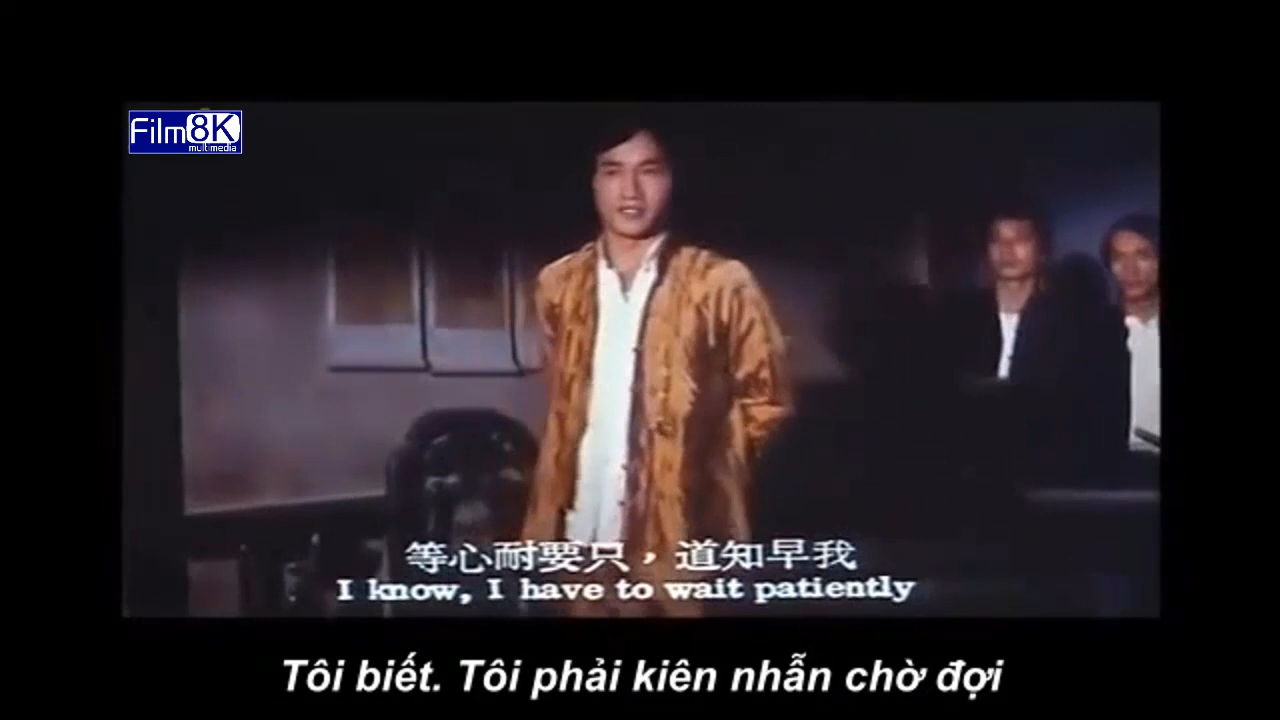 Film8K
multimedia
等心耐要只，道知早我
I know, I have to wait patiently
Tôi biết. Tôi phải kiên nhẫn chờ đợi